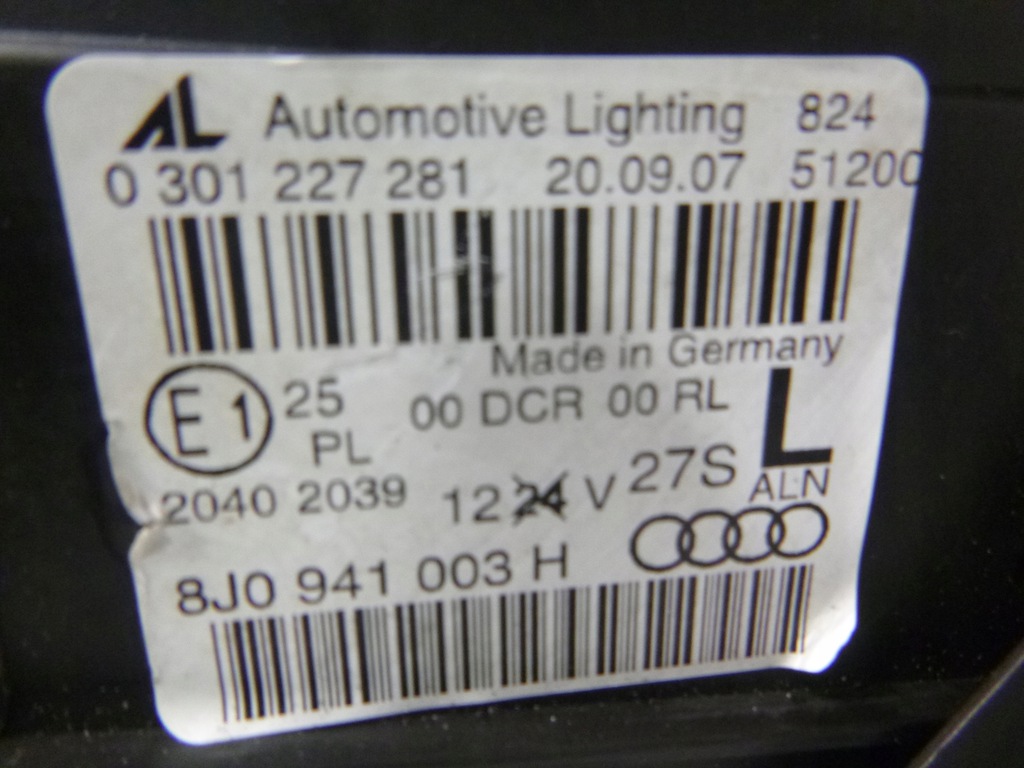 AL Automotive Lighting 824
0 301 227 281 20.09.07 51200
Made in Germany
E1 25 00 DCR 00 RL L
PL
2040 2039 12 24 V 27S ALN
8J0 941 003 H